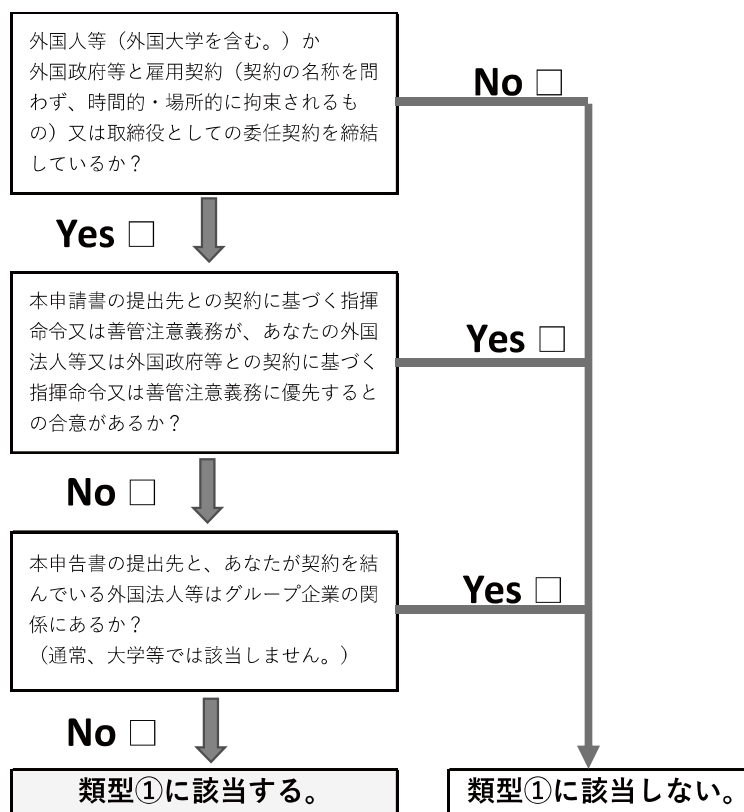 外国人等（外国大学を含む。）か
外国政府等と雇用契約（契約の名称を問
わず、時間的・場所的に拘束されるも
の）又は取締役としての委任契約を締結
しているか？
No □
Yes □
本申請書の提出先との契約に基づく指揮
命令又は善管注意義務が、あなたの外国
法人等又は外国政府等との契約に基づく
指揮命令又は善管注意義務に優先すると
の合意があるか？
Yes □
No □
本申告書の提出先と、あなたが契約を結
んでいる外国法人等はグループ企業の関
係にあるか？
（通常、大学等では該当しません。）
Yes □
No □
類型①に該当する。
類型①に該当しない。